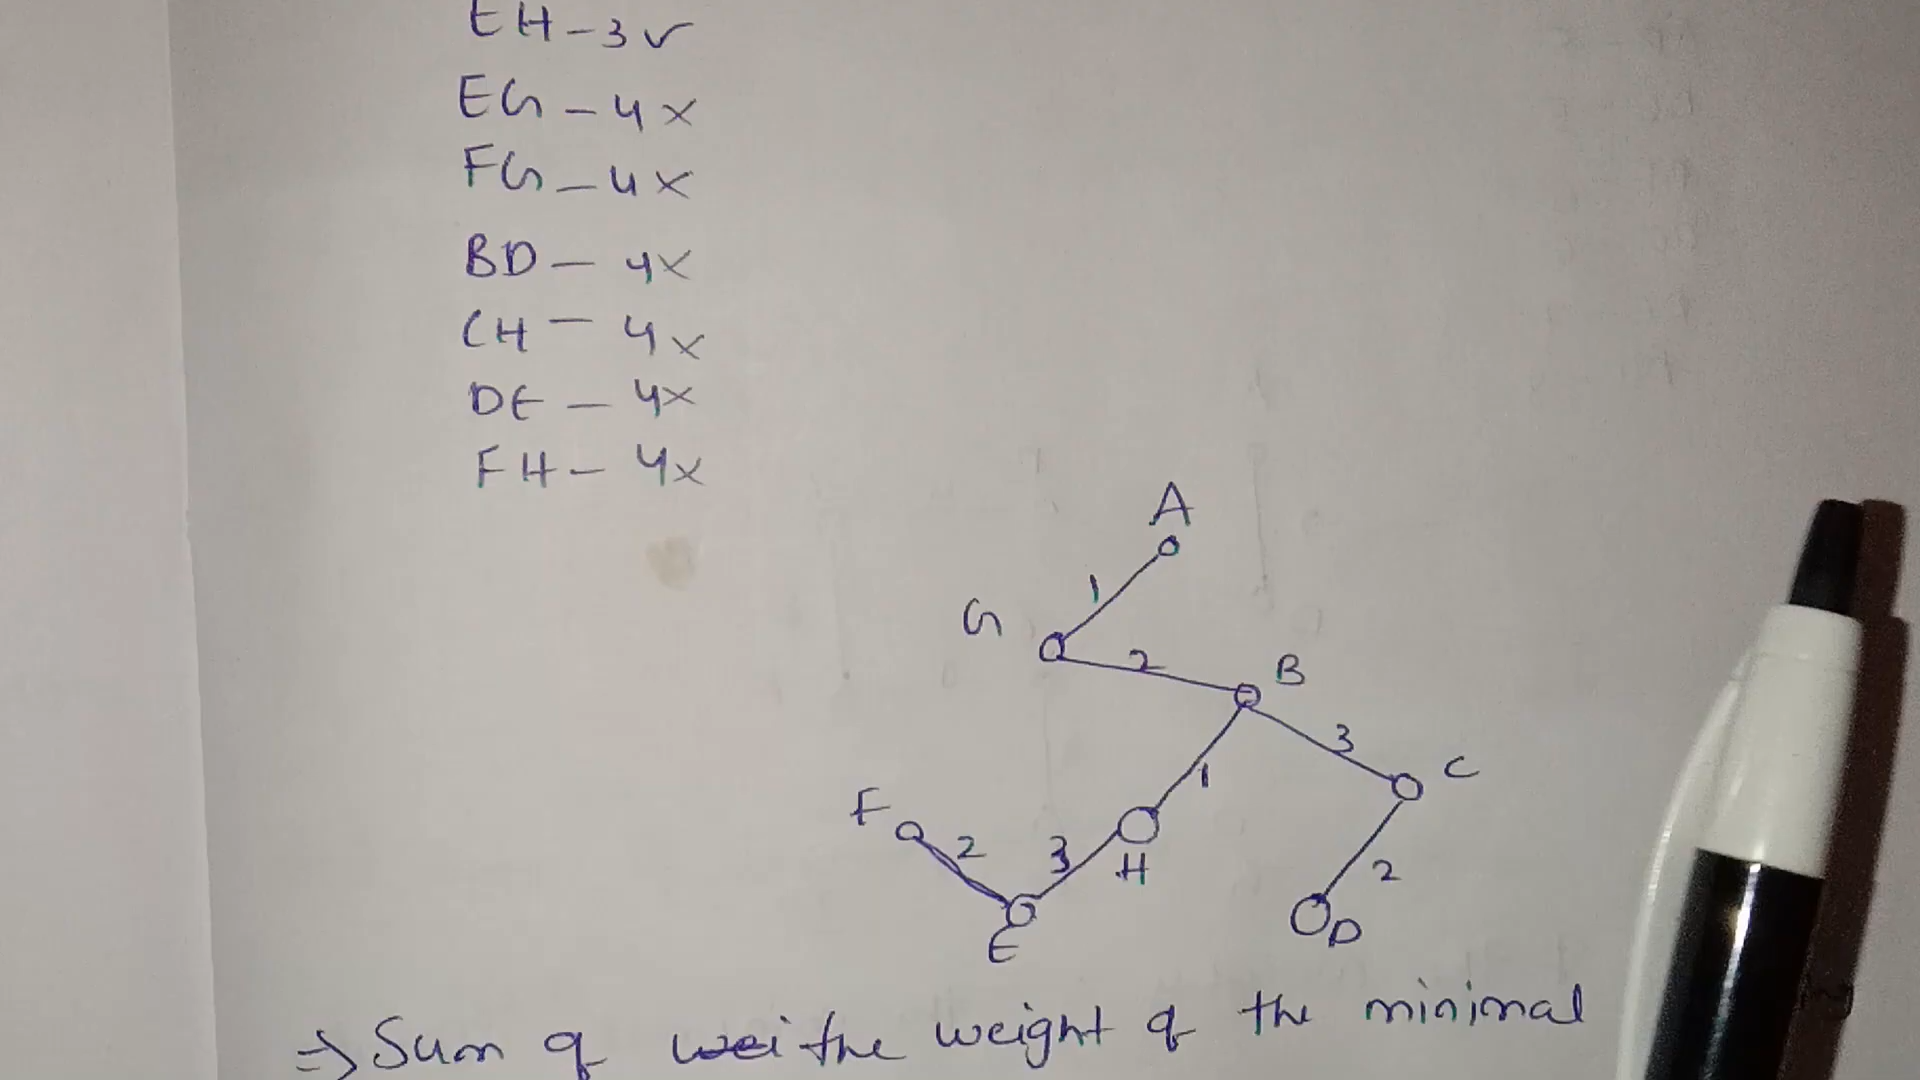 EH - 3 ✓
EG - 4 ×
FG - 4 ×
BD - 4 ×
CH - 4 ×
DE - 4 ×
FH - 4 ×
A
1
G
2
B
3
C
1
F
2
3
H
2
E
D
⇒ Sum of wei the weight of the minimal